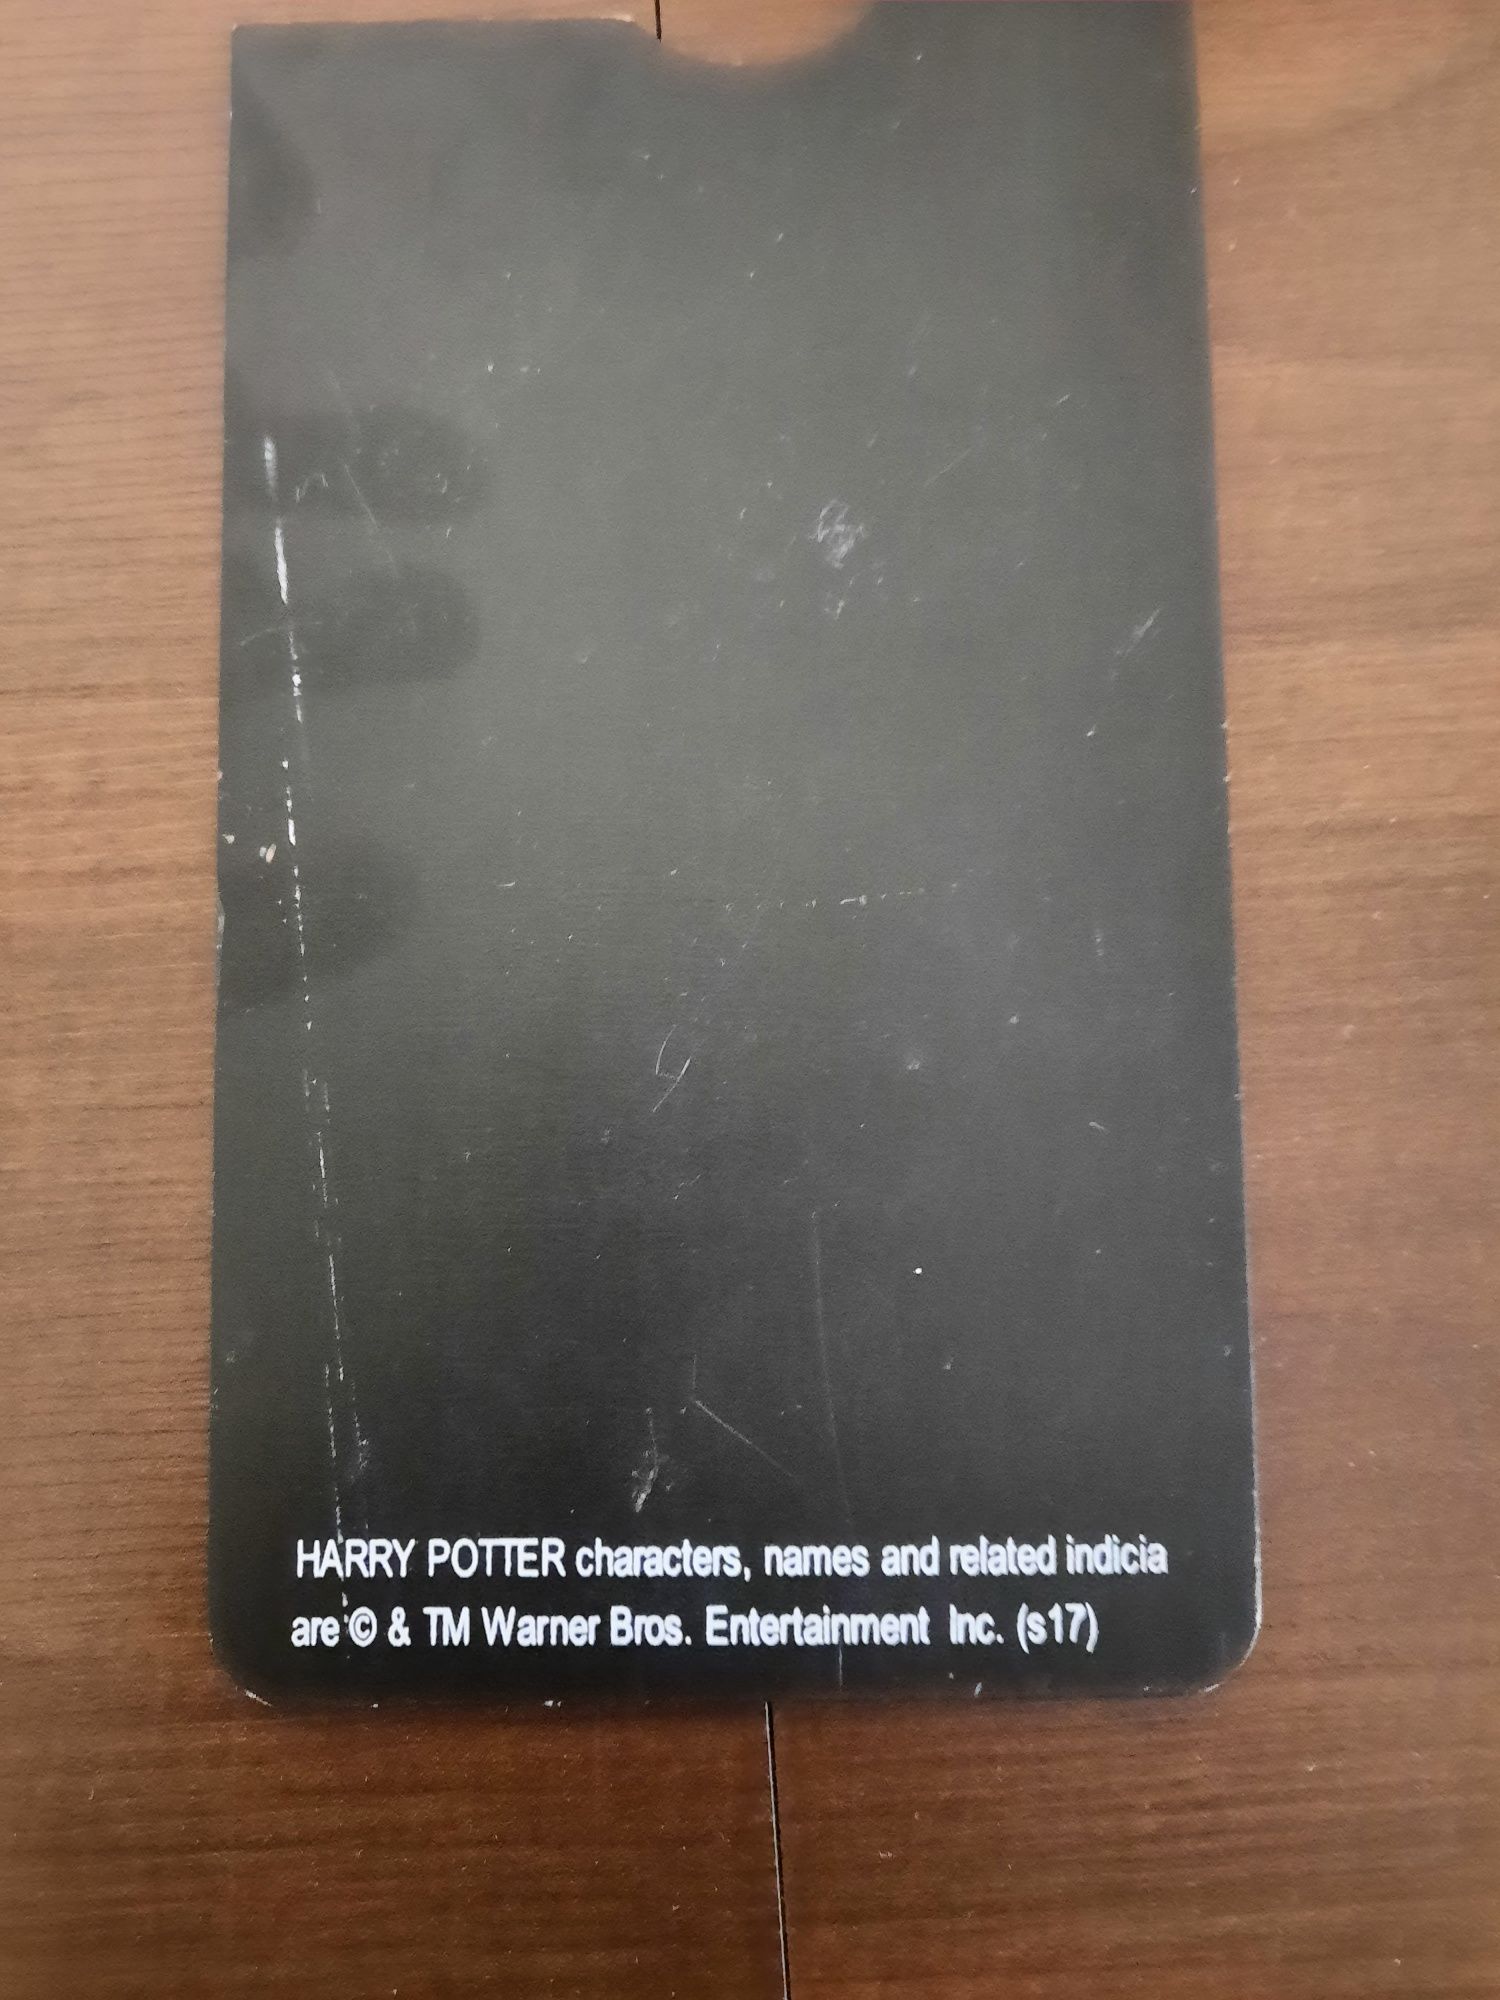 HARRY POTTER characters, names and related indicia
are © & TM Warner Bros. Entertainment Inc. (s17)